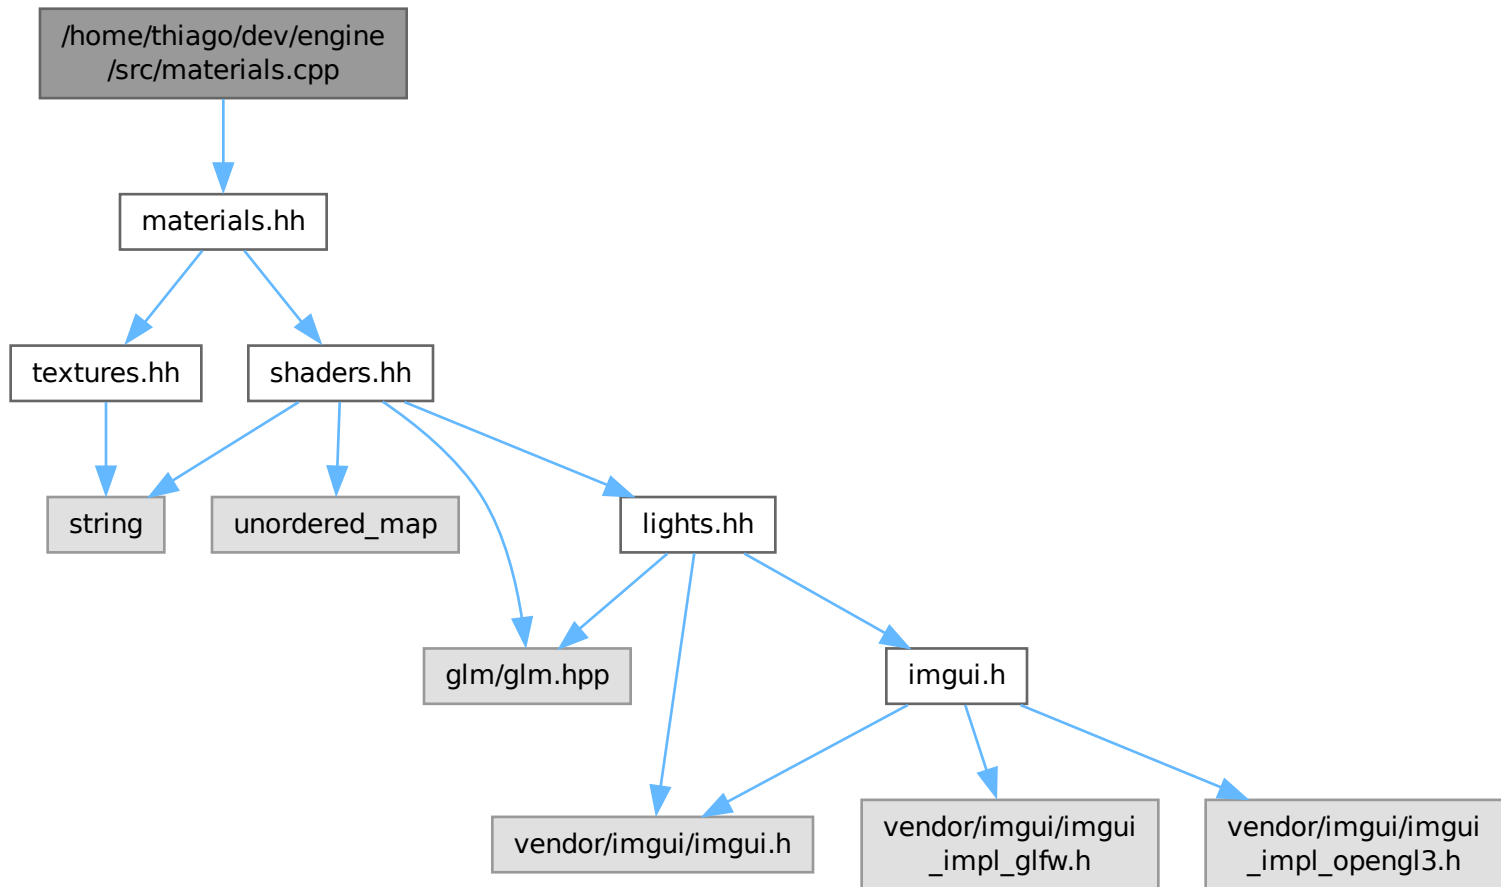 /home/thiago/dev/engine
/src/materials.cpp
materials.hh
textures.hh
shaders.hh
string
unordered_map
lights.hh
glm/glm.hpp
imgui.h
vendor/imgui/imgui.h
vendor/imgui/imgui
_impl_glfw.h
vendor/imgui/imgui
_impl_opengl3.h